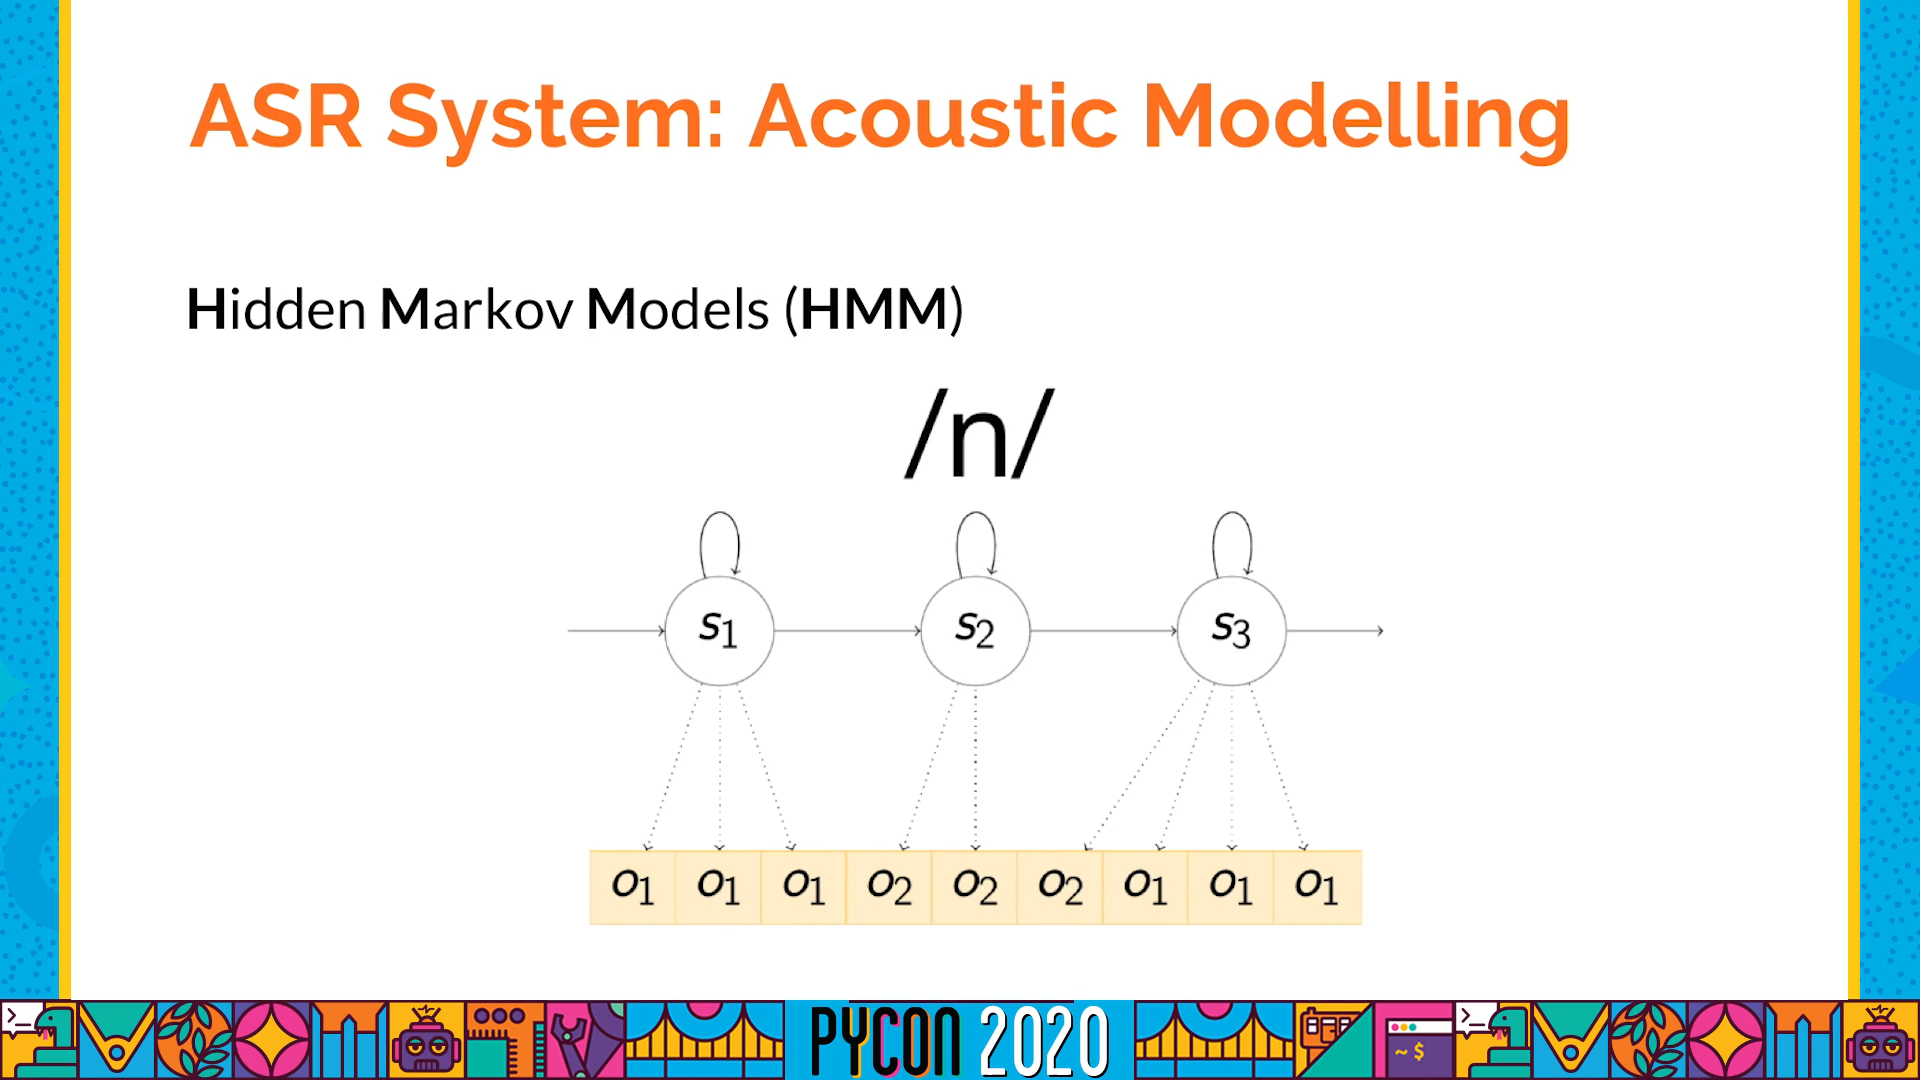 ASR System: Acoustic Modelling
Hidden Markov Models (HMM)
/n/
s1 s2 s3
o1 o1 o1 o2 o2 o2 o1 o1 o1
PYCON 2020
~ $